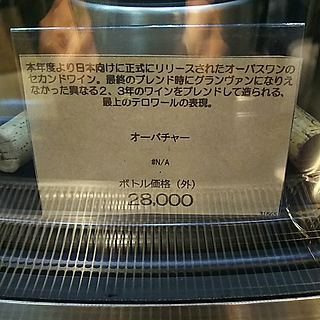 本年度より日本向けに正式にリリースされたオーパスワンの
セカンドワイン。最終のブレンド時にグランヴァンになりえ
なかった異なる2、3年のワインをブレンドして造られる、
最上のテロワールの表現。
オーバチャー
#N/A
ボトル価格（外）
28,000